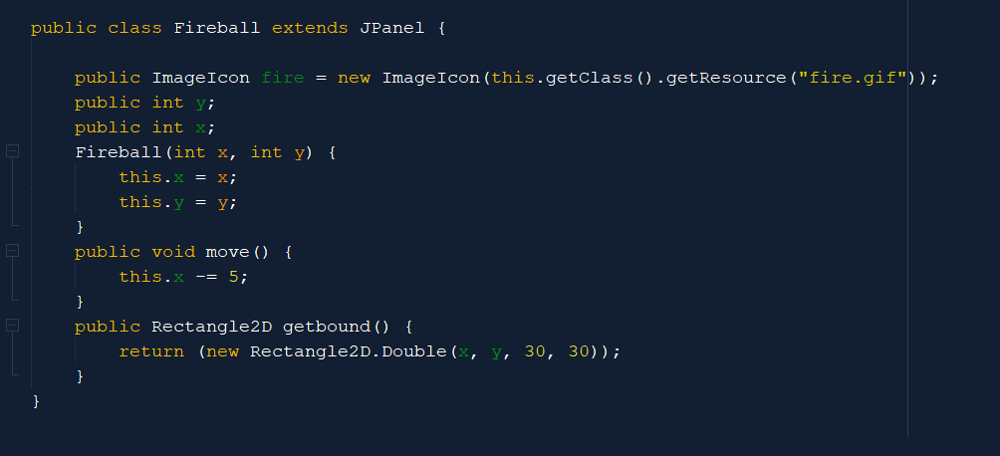 public class Fireball extends JPanel {
public ImageIcon fire = new ImageIcon(this.getClass().getResource("fire.gif"));
public int y;
public int x;
Fireball(int x, int y) {
this.x = x;
this.y = y;
}
public void move() {
this.x -= 5;
}
public Rectangle2D getbound() {
return (new Rectangle2D.Double(x, y, 30, 30));
}
}